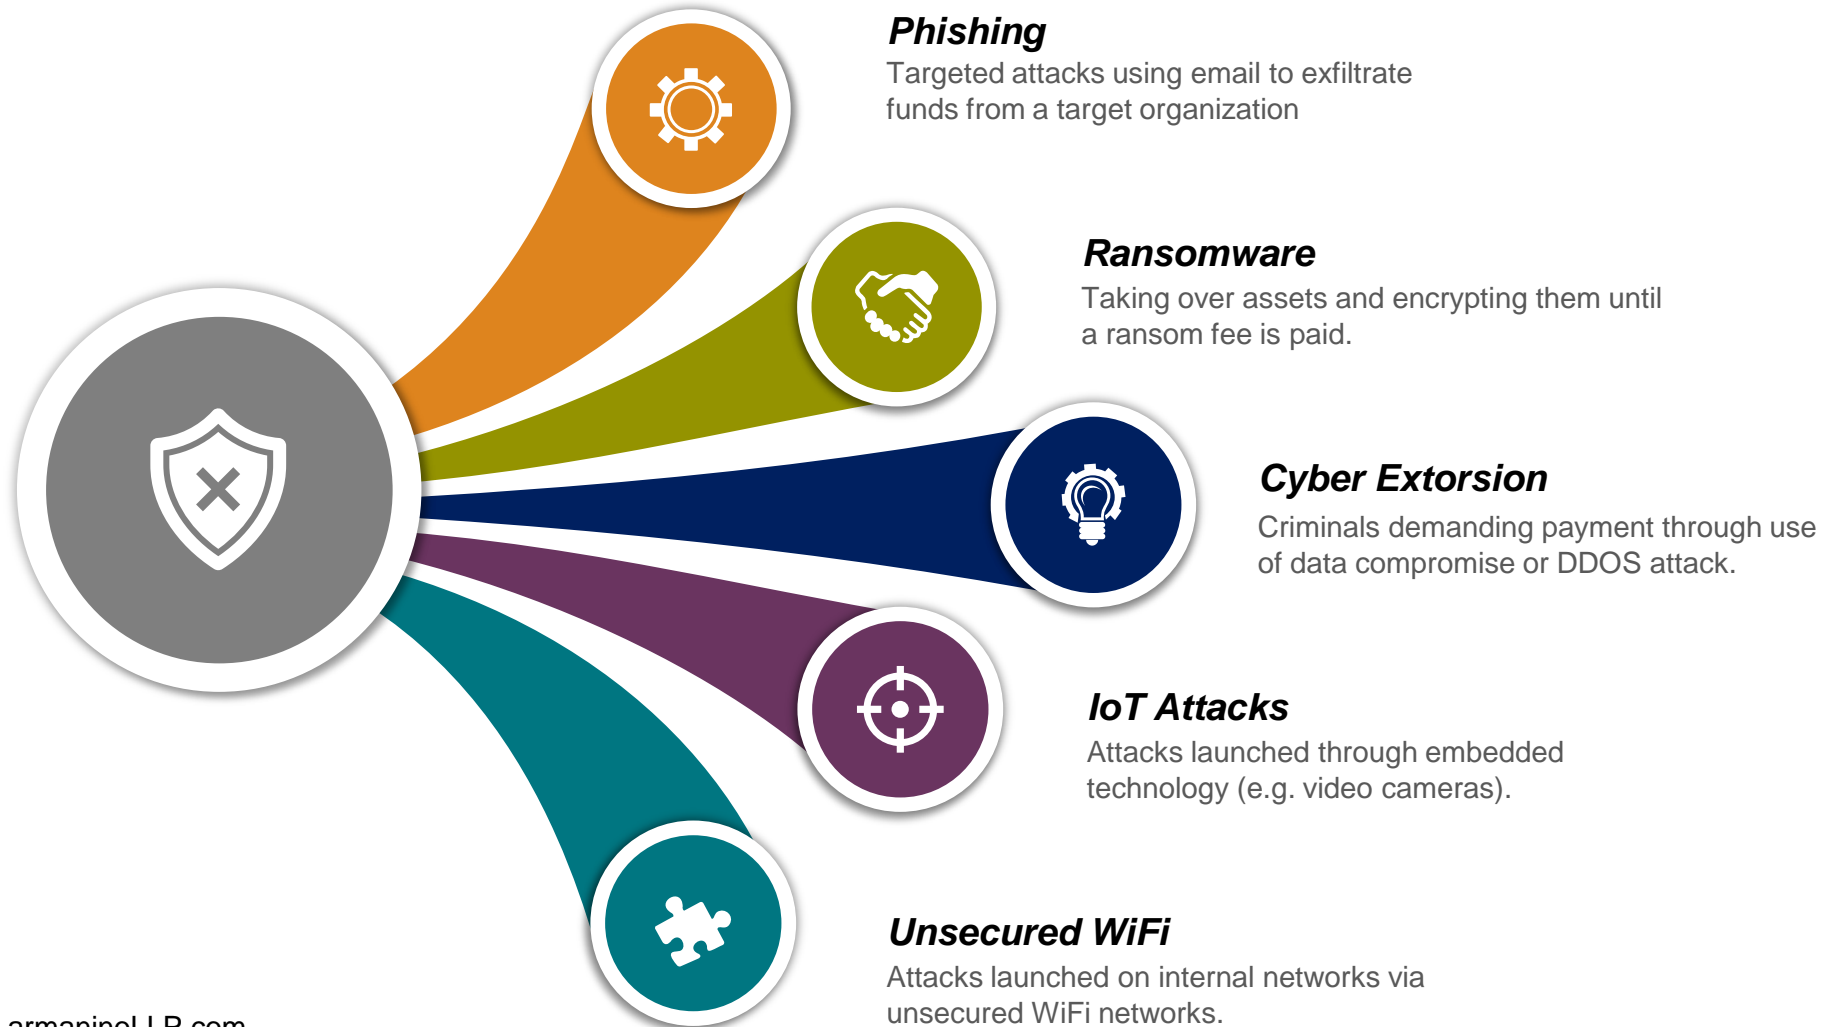 Phishing
Targeted attacks using email to exfiltrate
funds from a target organization
Ransomware
Taking over assets and encrypting them until
a ransom fee is paid.
Cyber Extorsion
Criminals demanding payment through use
of data compromise or DDOS attack.
IoT Attacks
Attacks launched through embedded
technology (e.g. video cameras).
Unsecured WiFi
Attacks launched on internal networks via
unsecured WiFi networks.
armaninoLLP.com